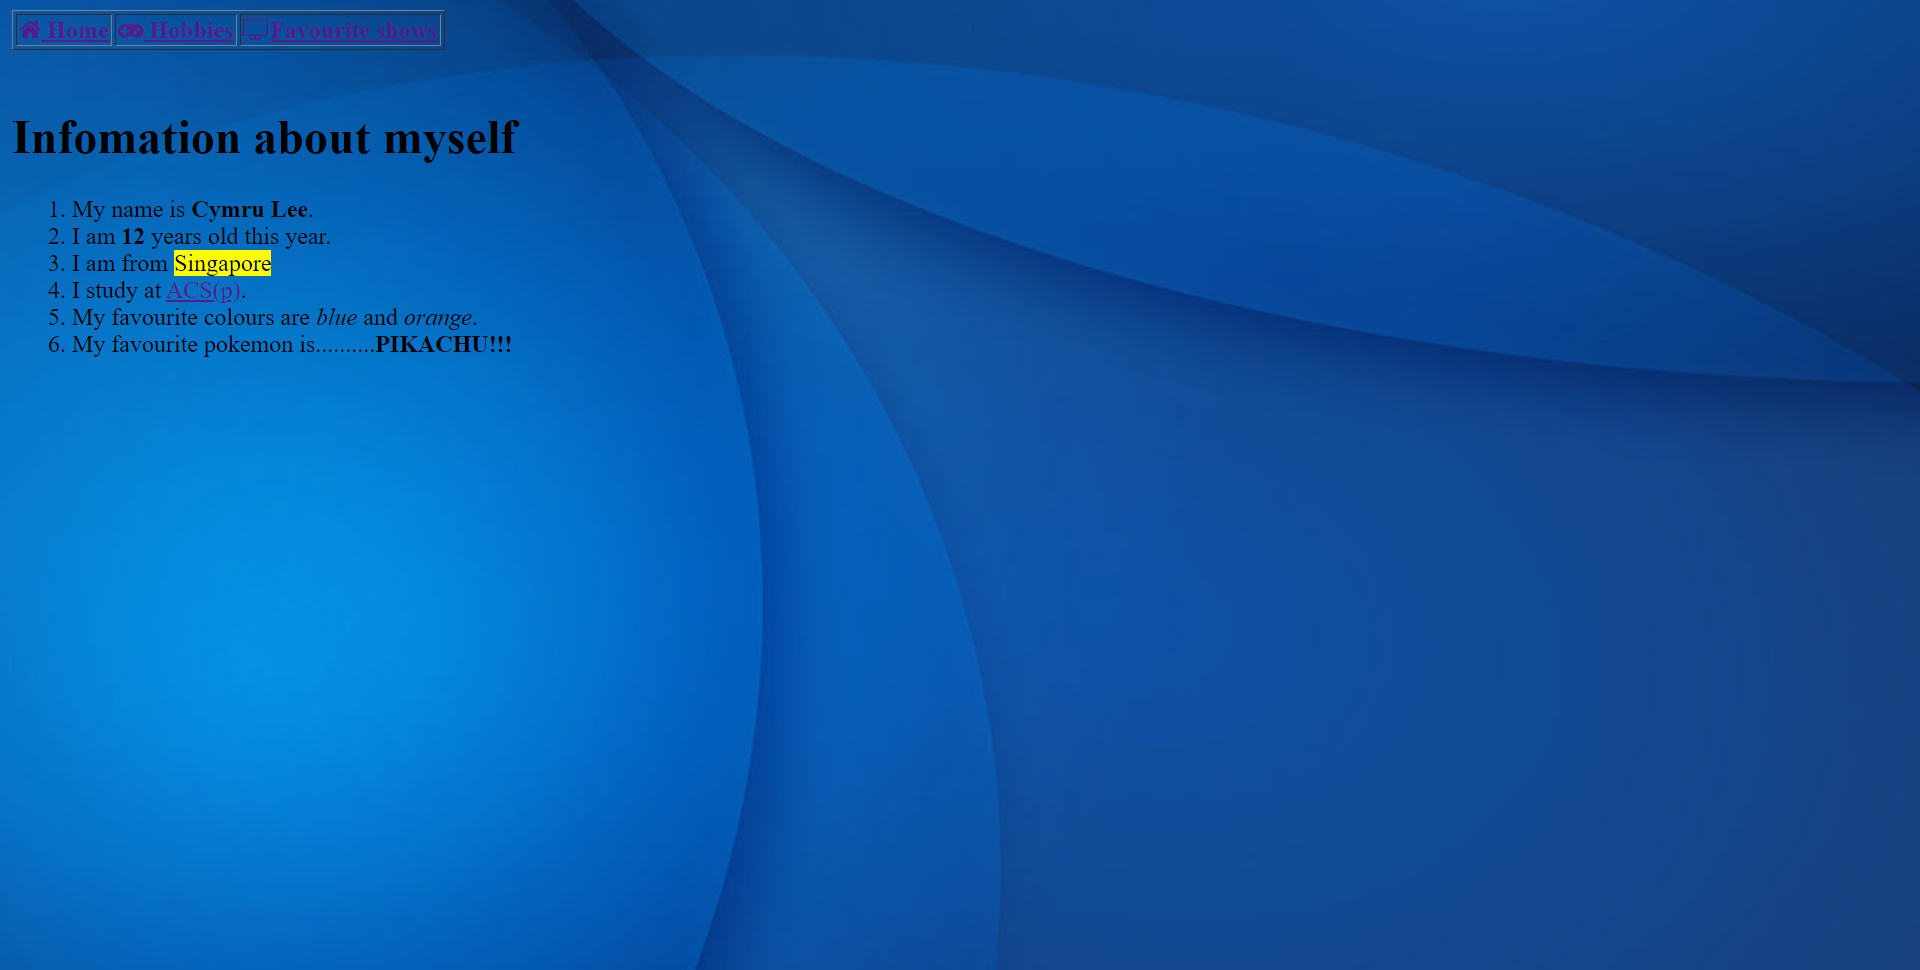 Home Hobbies Favourite shows
Infomation about myself
1. My name is Cymru Lee.
2. I am 12 years old this year.
3. I am from Singapore
4. I study at ACS(p).
5. My favourite colours are blue and orange.
6. My favourite pokemon is..........PIKACHU!!!